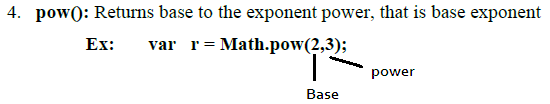 4. pow(): Returns base to the exponent power, that is base exponent
Ex: var r = Math.pow(2,3);
power
Base